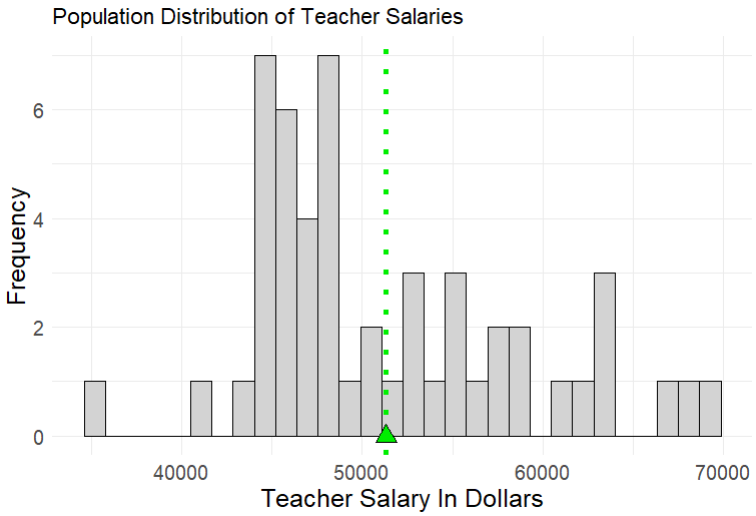 Population Distribution of Teacher Salaries
Frequency
6
4
2
0
40000 50000 60000 70000
Teacher Salary In Dollars